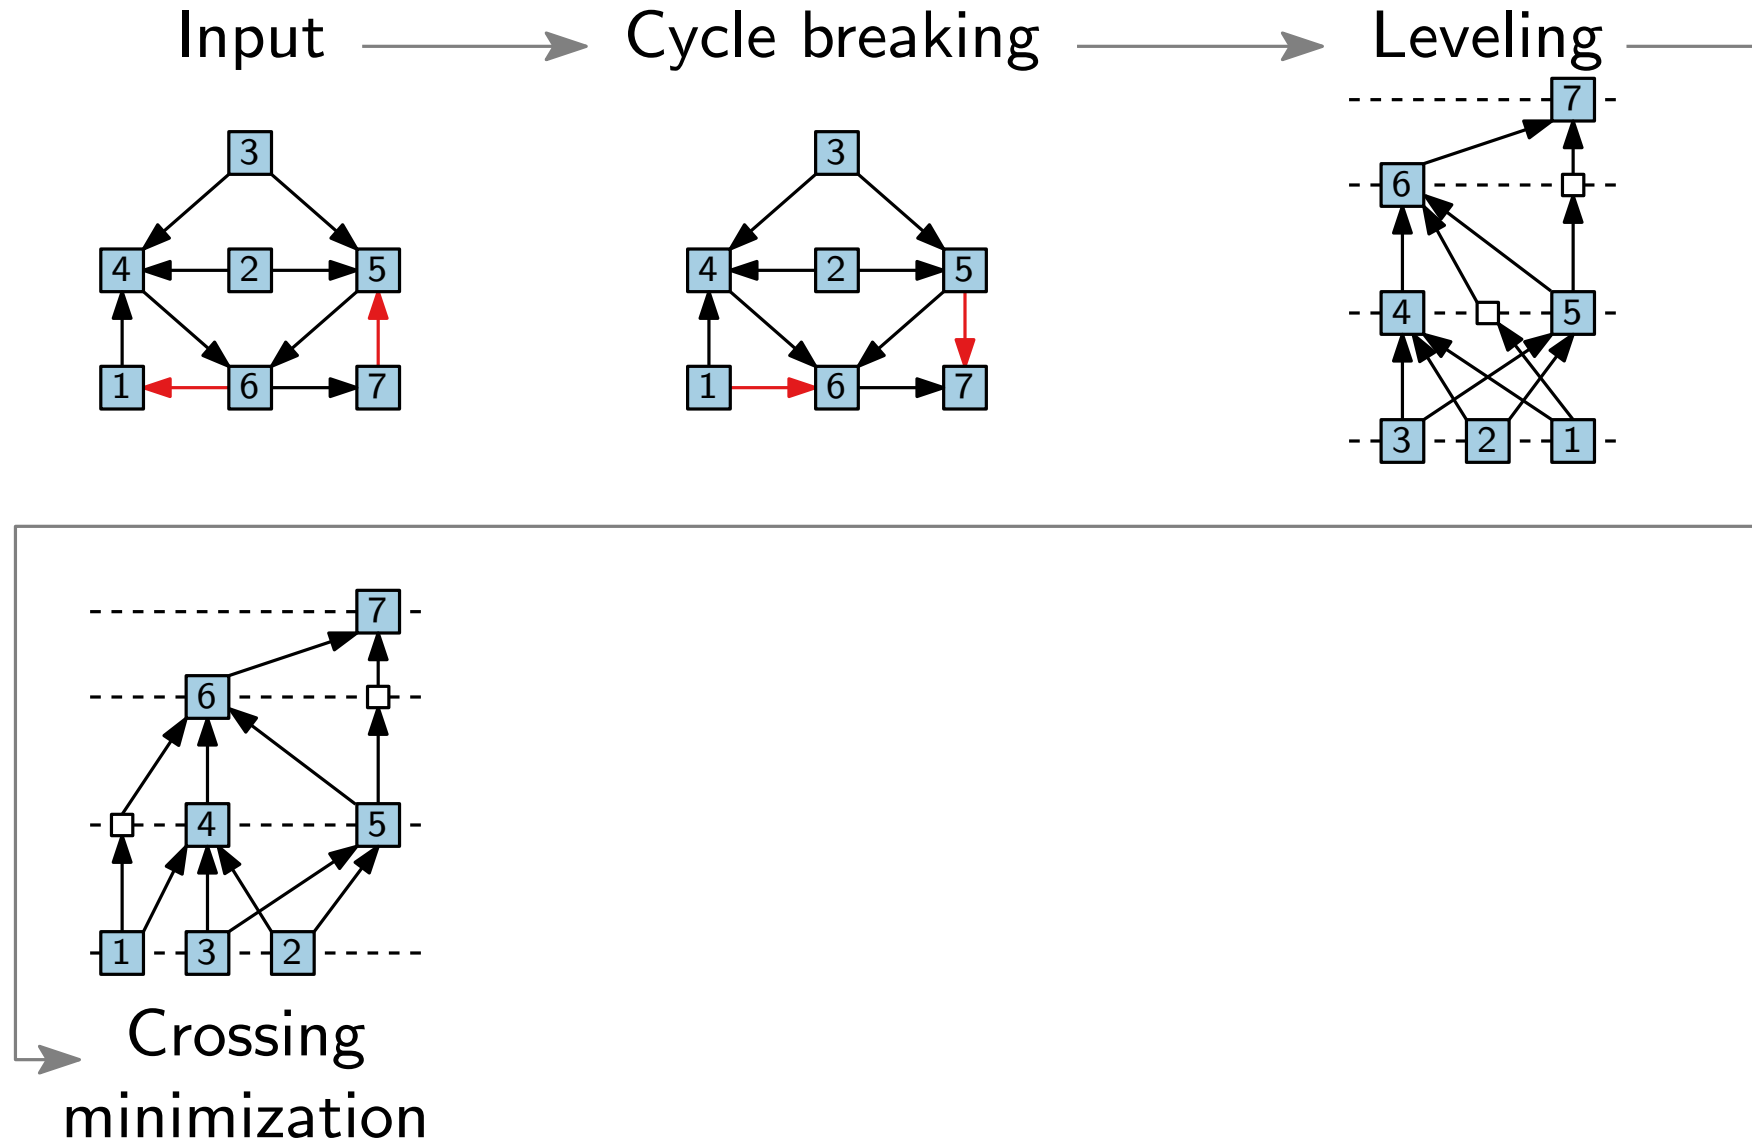 Input Cycle breaking Leveling
3 3 7
6
4 2 5 4 2 5
4 5
1 6 7 1 6 7
3 2 1
7
6
4 5
1 3 2
Crossing
minimization